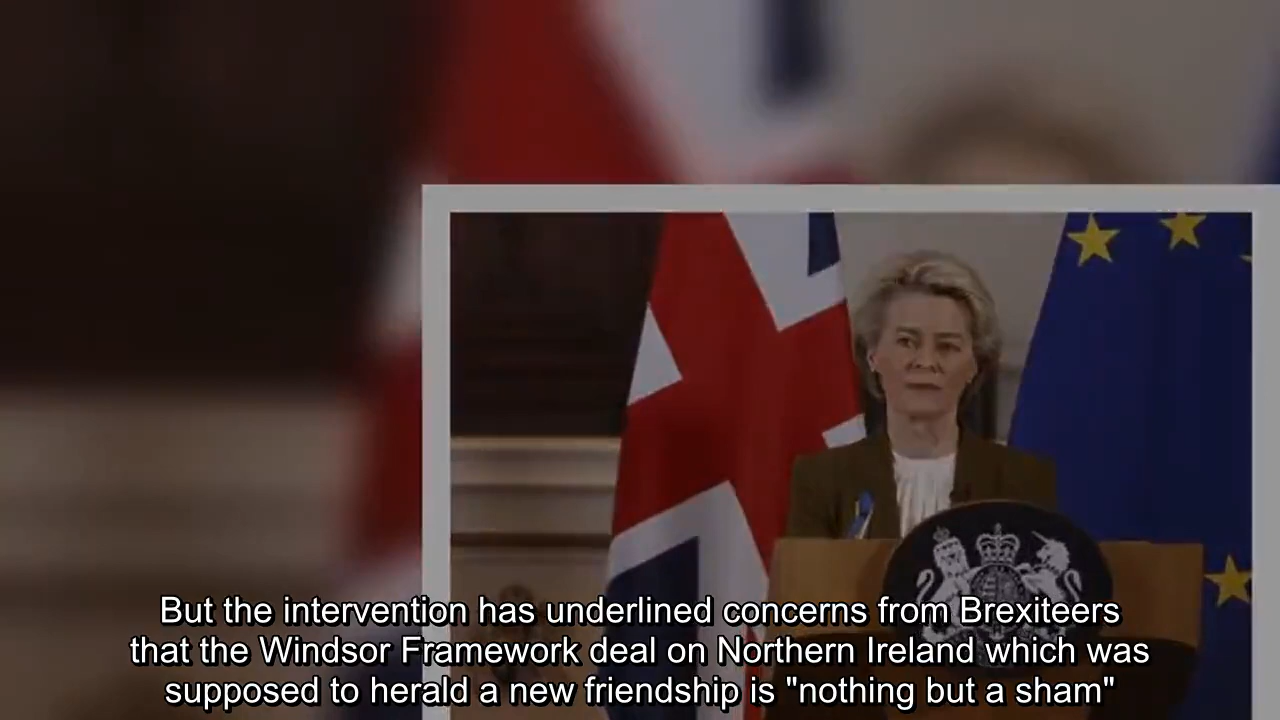 But the intervention has underlined concerns from Brexiteers
that the Windsor Framework deal on Northern Ireland which was
supposed to herald a new friendship is "nothing but a sham"